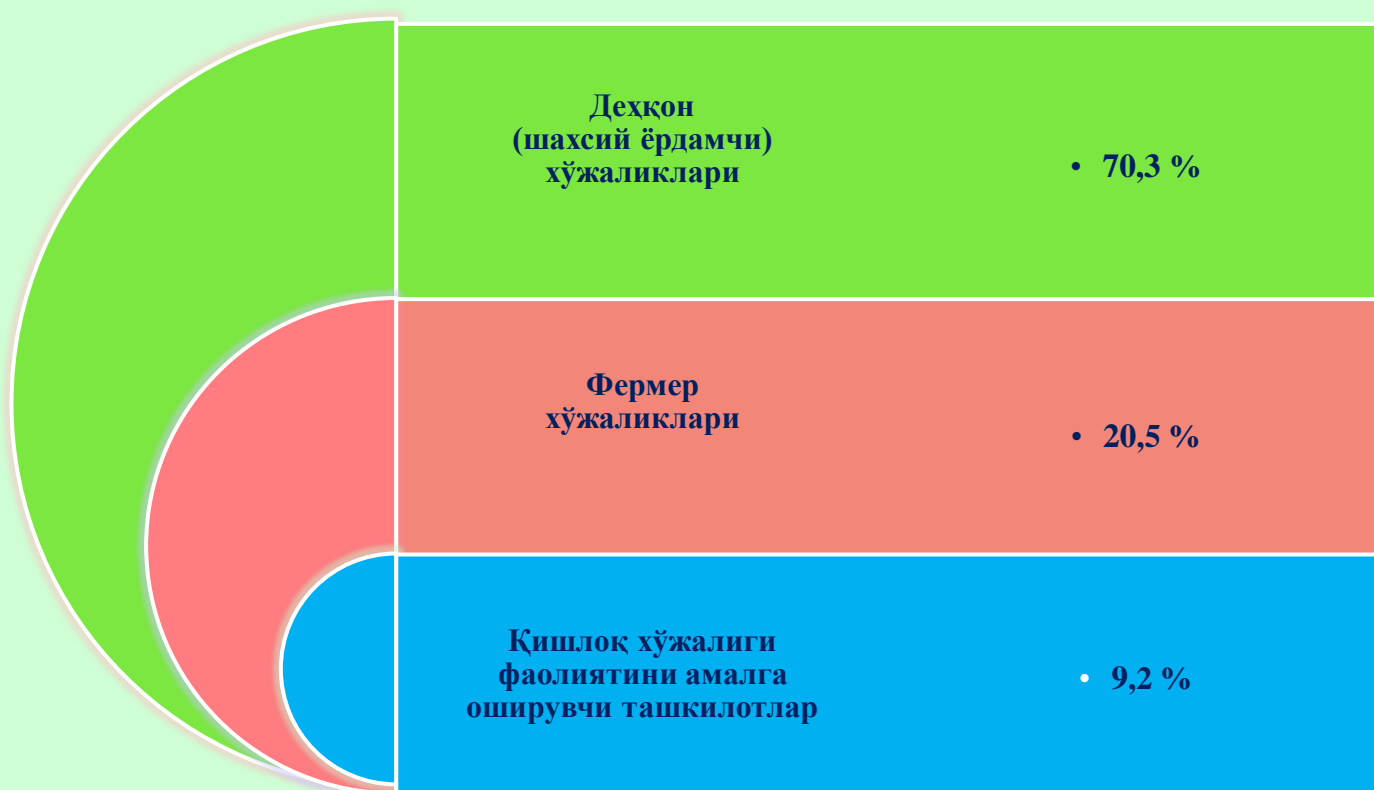 Деҳқон
(шахсий ёрдамчи)
хўжаликлари
• 70,3 %
Фермер
хўжаликлари
• 20,5 %
Қишлоқ хўжалиги
фаолиятини амалга
оширувчи ташкилотлар
• 9,2 %